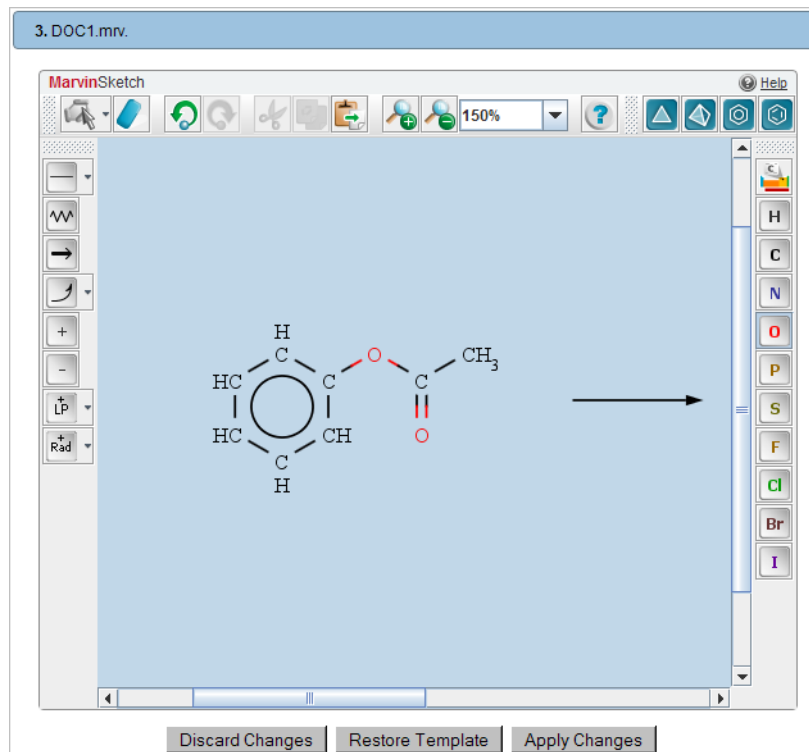 3. DOC1.mrv.
MarvinSketch
Help
150%
?
H
C
N
O
P
S
F
Cl
Br
I
+
-
+
LP
+
Rad
H
C
O
CH3
HC
C
C
HC
CH
O
C
H
Discard Changes
Restore Template
Apply Changes